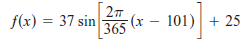 f(x) = 37 sin[2π/365 (x − 101)] + 25